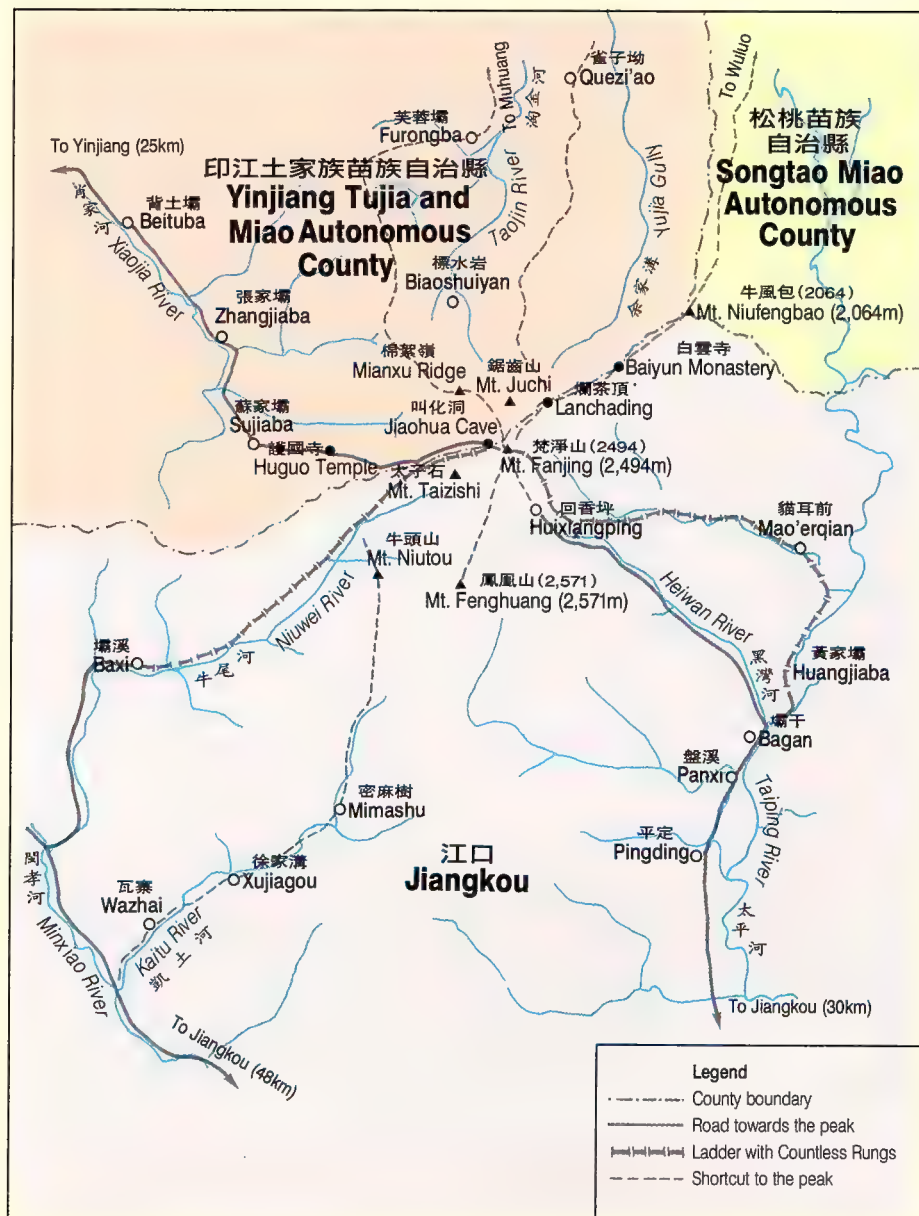 雀子坳
Quezi'ao
To Muhuang
淘金河
To Wuluo
芙蓉壩
Furongba
To Yinjiang (25km)
印江土家族苗族自治縣
Yinjiang Tujia and
Miao Autonomous
County
松桃苗族
自治縣
Songtao Miao
Autonomous
County
背土壩
Beituba
肖家河
Xiaojia River
Taojin River
Yujia Gully
余家溝
標水岩
Biaoshuiyan
張家壩
Zhangjiaba
牛風包(2064)
Mt. Niufengbao (2,064m)
白雲寺
Baiyun Monastery
棉絮嶺
Mianxu Ridge
鋸齒山
Mt. Juchi
爛茶頂
Lanchading
蘇家壩
Sujiaba
叫化洞
Jiaohua Cave
護國寺
Huguo Temple
梵淨山(2494)
Mt. Fanjing (2,494m)
太子石
Mt. Taizishi
回香坪
Huixiangping
貓耳前
Mao'erqian
牛頭山
Mt. Niutou
鳳凰山(2,571)
Mt. Fenghuang (2,571m)
Niuwei River
牛尾河
Heiwan River
黑灣河
壩溪
Baxi
黃家壩
Huangjiaba
壩干
Bagan
盤溪
Panxi
密麻樹
Mimashu
平定
Pingding
Taiping River
太平河
江口
Jiangkou
徐家溝
Xujiagou
瓦寨
Wazhai
閔孝河
Minxiao River
Kaitu River
凱土河
To Jiangkou (48km)
To Jiangkou (30km)
Legend
County boundary
Road towards the peak
Ladder with Countless Rungs
Shortcut to the peak